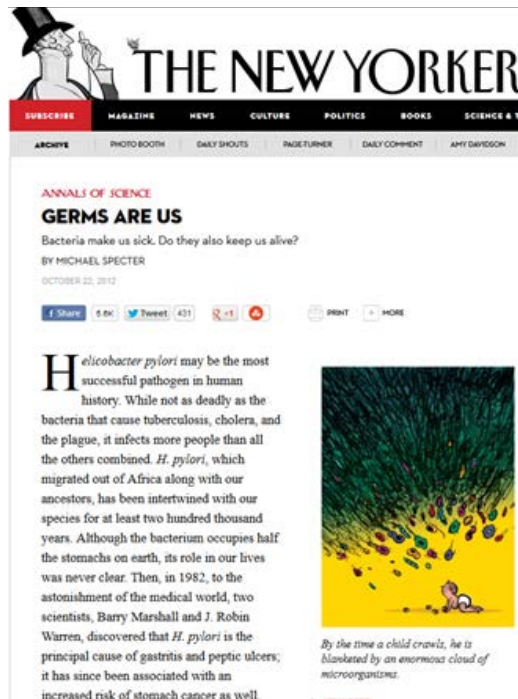 THE NEW YORKER
SUBSCRIBE MAGAZINE NEWS CULTURE POLITICS BOOKS SCIENCE & T
ARCHIVE PHOTO BOOTH DAILY SHOUTS PAGE-TURNER DAILY COMMENT AMY DAVIDSON
ANNALS OF SCIENCE
GERMS ARE US
Bacteria make us sick. Do they also keep us alive?
BY MICHAEL SPECTER
OCTOBER 22, 2012
Share 6.6K Tweet 431 +1 PRINT + MORE
Helicobacter pylori may be the most
successful pathogen in human
history. While not as deadly as the
bacteria that cause tuberculosis, cholera, and
the plague, it infects more people than all
the others combined. H. pylori, which
migrated out of Africa along with our
ancestors, has been intertwined with our
species for at least two hundred thousand
years. Although the bacterium occupies half
the stomachs on earth, its role in our lives
was never clear. Then, in 1982, to the
astonishment of the medical world, two
scientists, Barry Marshall and J. Robin
Warren, discovered that H. pylori is the
principal cause of gastritis and peptic ulcers;
it has since been associated with an
increased risk of stomach cancer as well.
By the time a child crawls, he is
blanketed by an enormous cloud of
microorganisms.